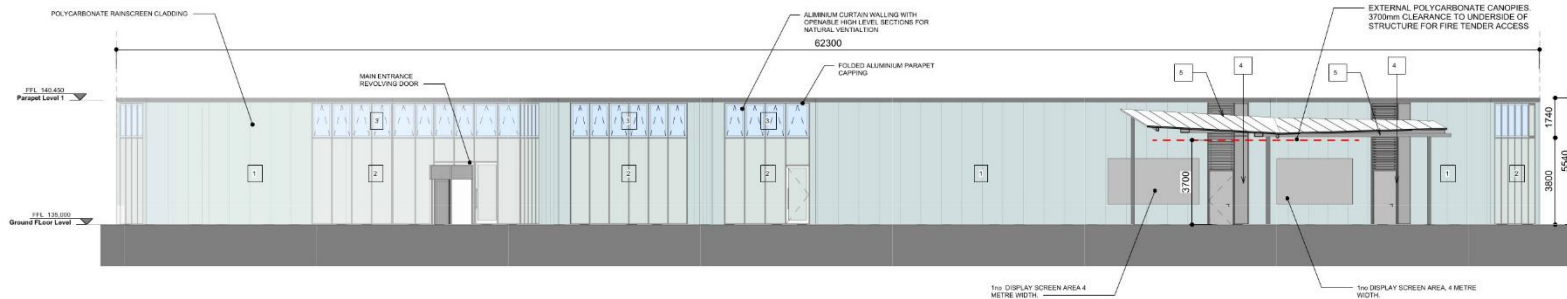 POLYCARBONATE RAINSCREEN CLADDING
ALIMINIUM CURTAIN WALLING WITH
OPENABLE HIGH LEVEL SECTIONS FOR
NATURAL VENTIALTION
EXTERNAL POLYCARBONATE CANOPIES.
3700mm CLEARANCE TO UNDERSIDE OF
STRUCTURE FOR FIRE TENDER ACCESS
62300
MAIN ENTRANCE
REVOLVING DOOR
FOLDED ALUMINIUM PARAPET
CAPPING
5
4
5
4
FFL 140,450
Parapet Level 1
3
3
3
1740
5540
1
2
2
2
1
3700
1
2
3800
FFL 135,000
Ground FLoor Level
1no DISPLAY SCREEN AREA 4
METRE WIDTH.
1no DISPLAY SCREEN AREA. 4 METRE
WIDTH.